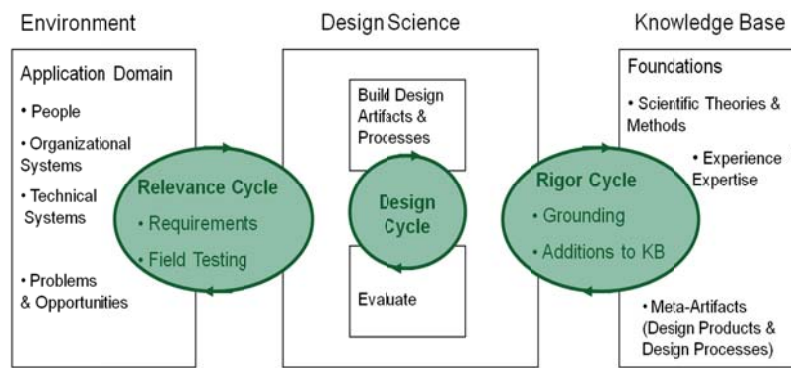 Environment
Design Science
Knowledge Base
Application Domain
• People
• Organizational
Systems
• Technical
Systems
• Problems
& Opportunities
Relevance Cycle
• Requirements
• Field Testing
Build Design
Artifacts &
Processes
Design
Cycle
Evaluate
Rigor Cycle
• Grounding
• Additions to KB
Foundations
• Scientific Theories &
Methods
• Experience
Expertise
• Meta-Artifacts
(Design Products &
Design Processes)